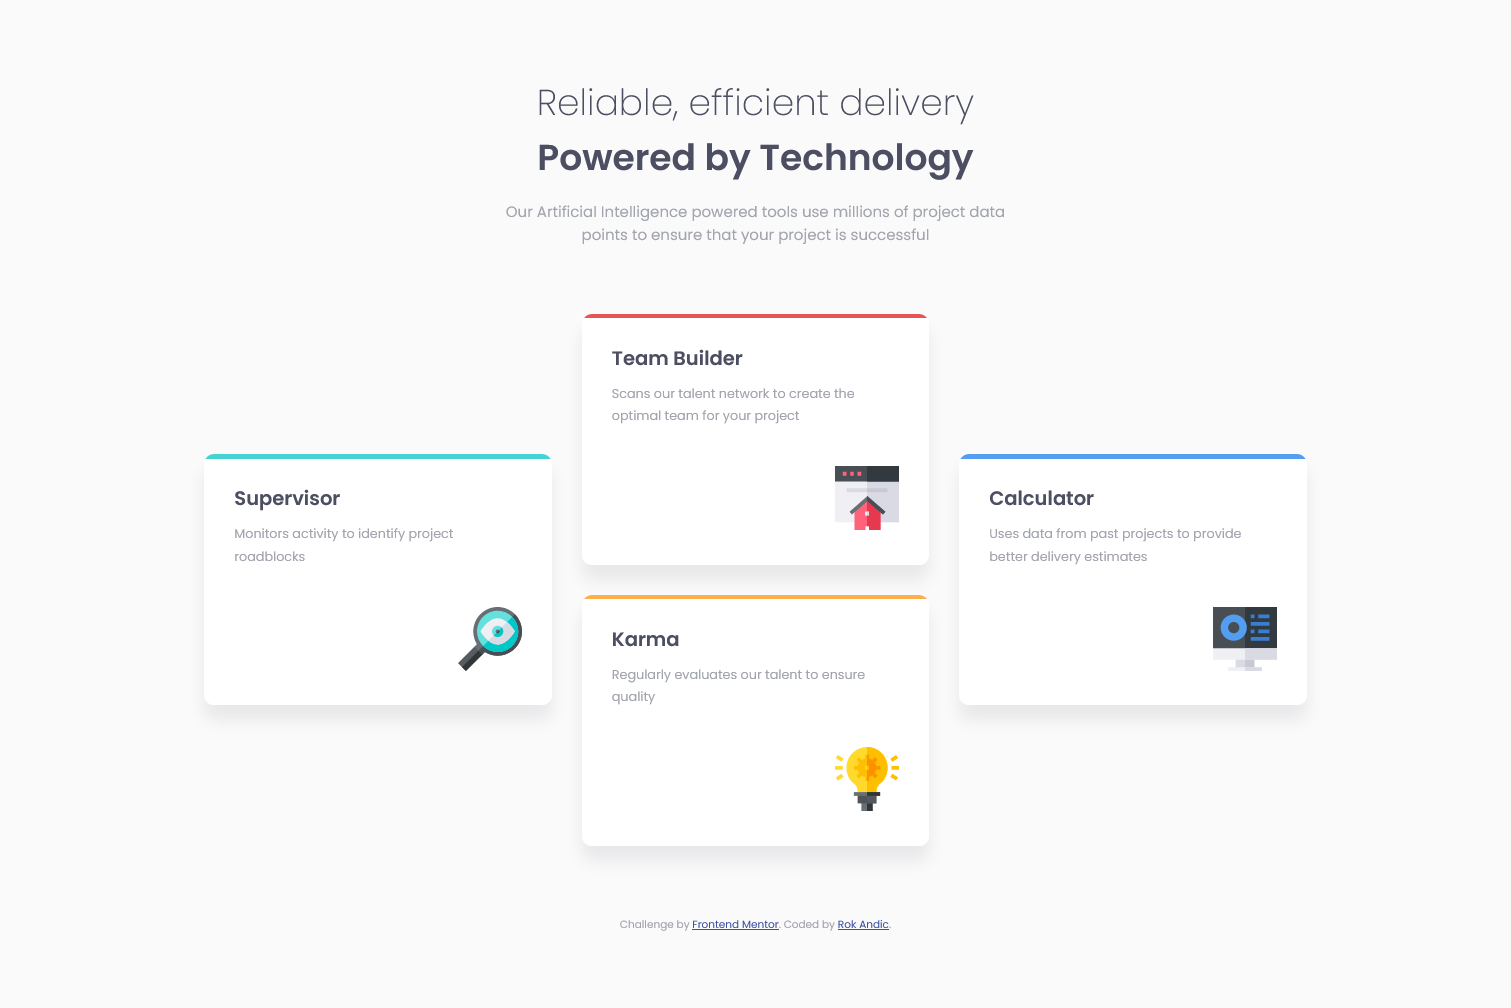 Reliable, efficient delivery
Powered by Technology
Our Artificial Intelligence powered tools use millions of project data
points to ensure that your project is successful
Supervisor
Monitors activity to identify project
roadblocks
Team Builder
Scans our talent network to create the
optimal team for your project
Karma
Regularly evaluates our talent to ensure
quality
Calculator
Uses data from past projects to provide
better delivery estimates
Challenge by Frontend Mentor. Coded by Rok Andic.